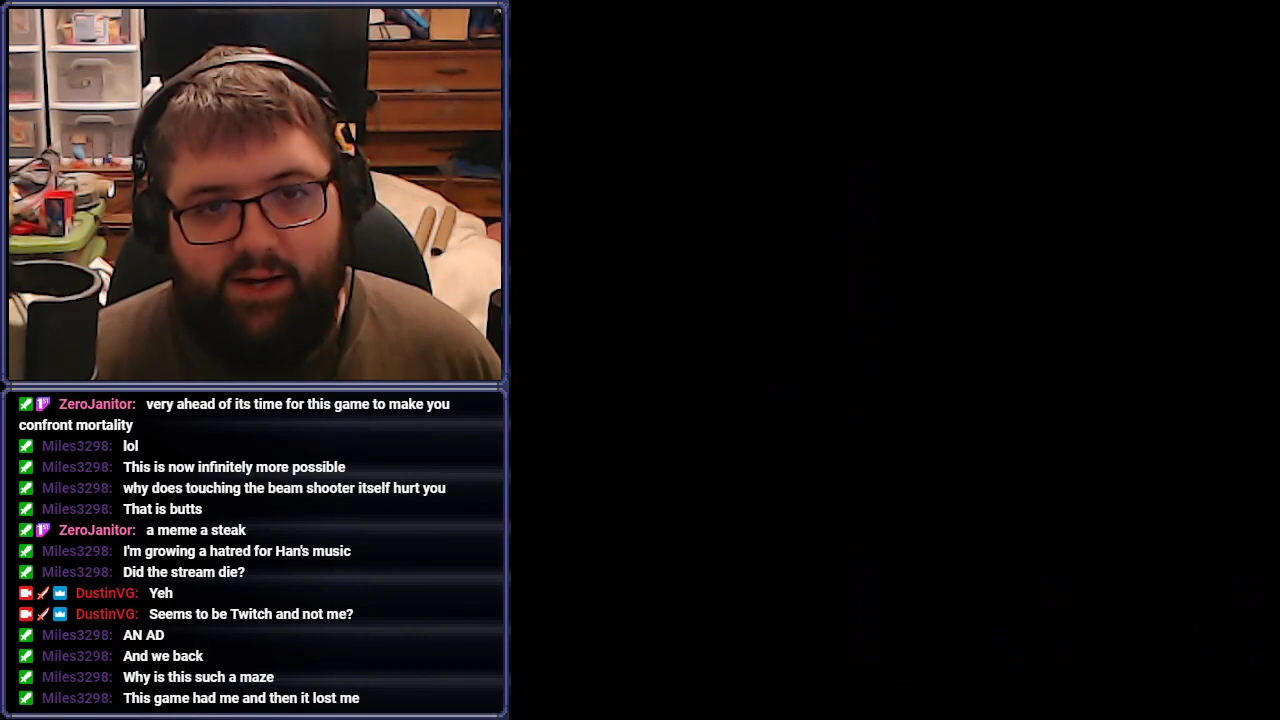 ZeroJanitor: very ahead of its time for this game to make you
confront mortality
Miles3298: lol
Miles3298: This is now infinitely more possible
Miles3298: why does touching the beam shooter itself hurt you
Miles3298: That is butts
ZeroJanitor: a meme a steak
Miles3298: I'm growing a hatred for Han's music
Miles3298: Did the stream die?
DustinVG: Yeh
DustinVG: Seems to be Twitch and not me?
Miles3298: AN AD
Miles3298: And we back
Miles3298: Why is this such a maze
Miles3298: This game had me and then it lost me